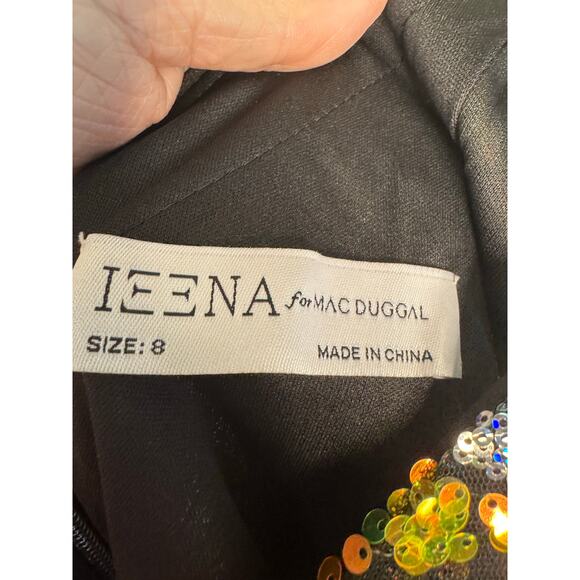 IEENA for MAC DUGGAL
SIZE: 8 MADE IN CHINA